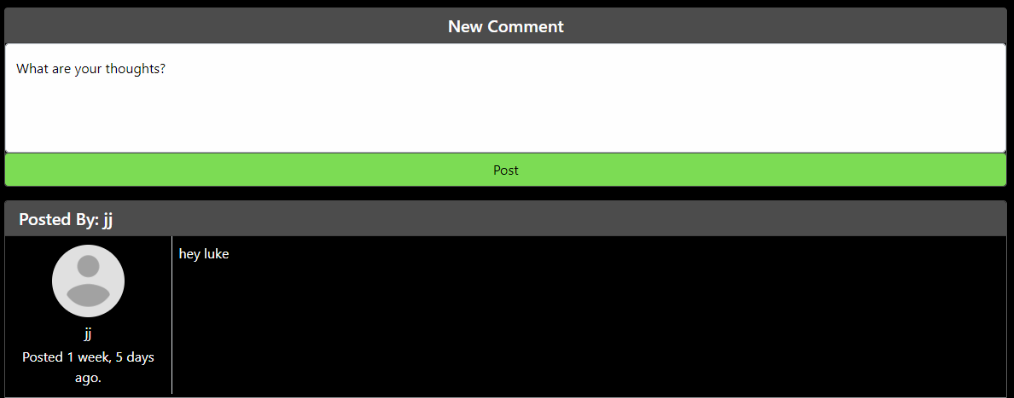 New Comment
What are your thoughts?
Post
Posted By: jj
hey luke
jj
Posted 1 week, 5 days
ago.